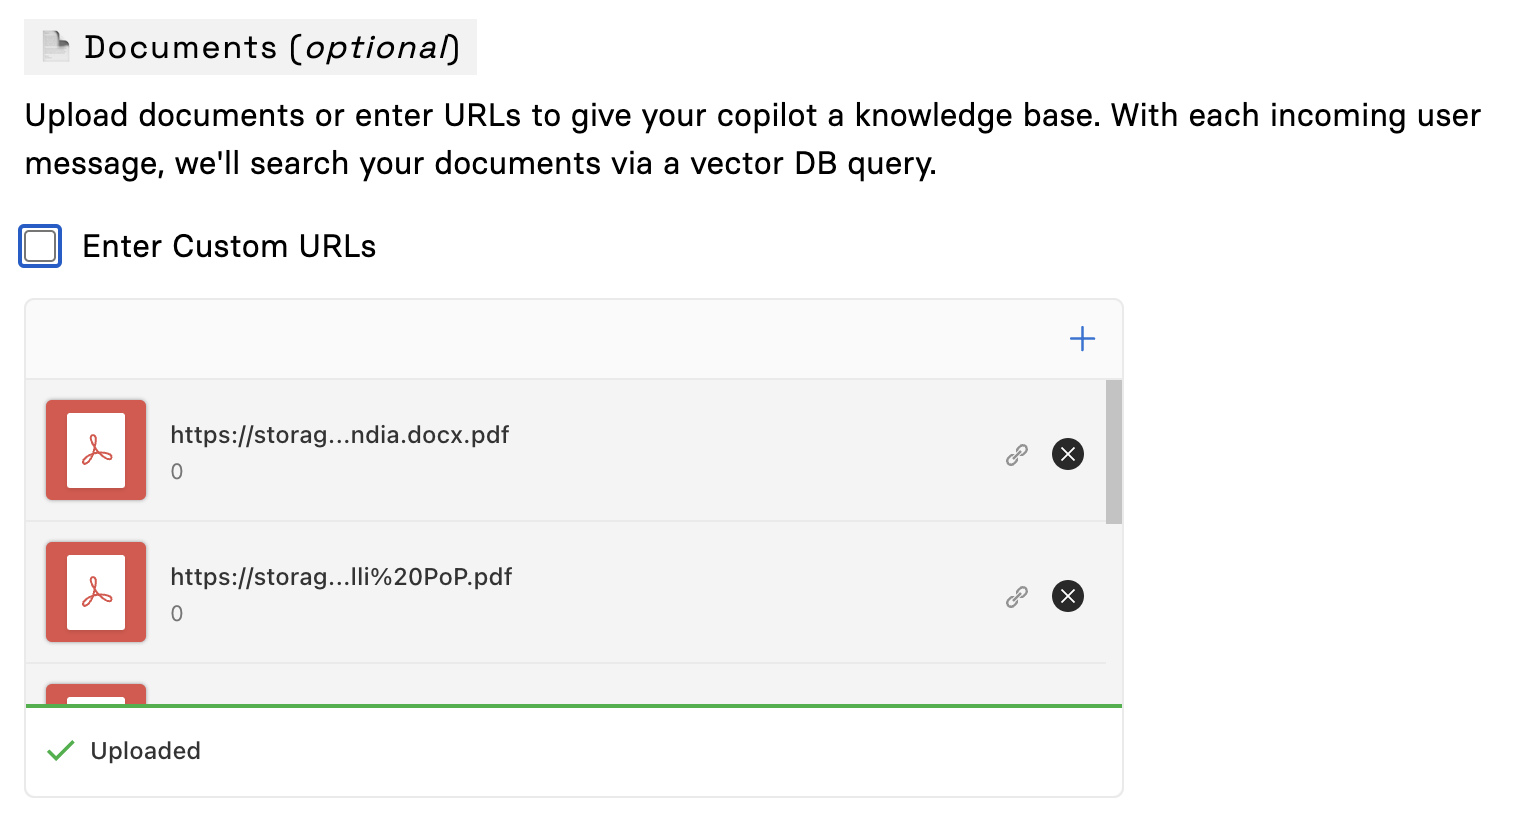 Documents (optional)
Upload documents or enter URLs to give your copilot a knowledge base. With each incoming user
message, we'll search your documents via a vector DB query.
Enter Custom URLs
https://storag...ndia.docx.pdf
0
https://storag...lli%20PoP.pdf
0
Uploaded